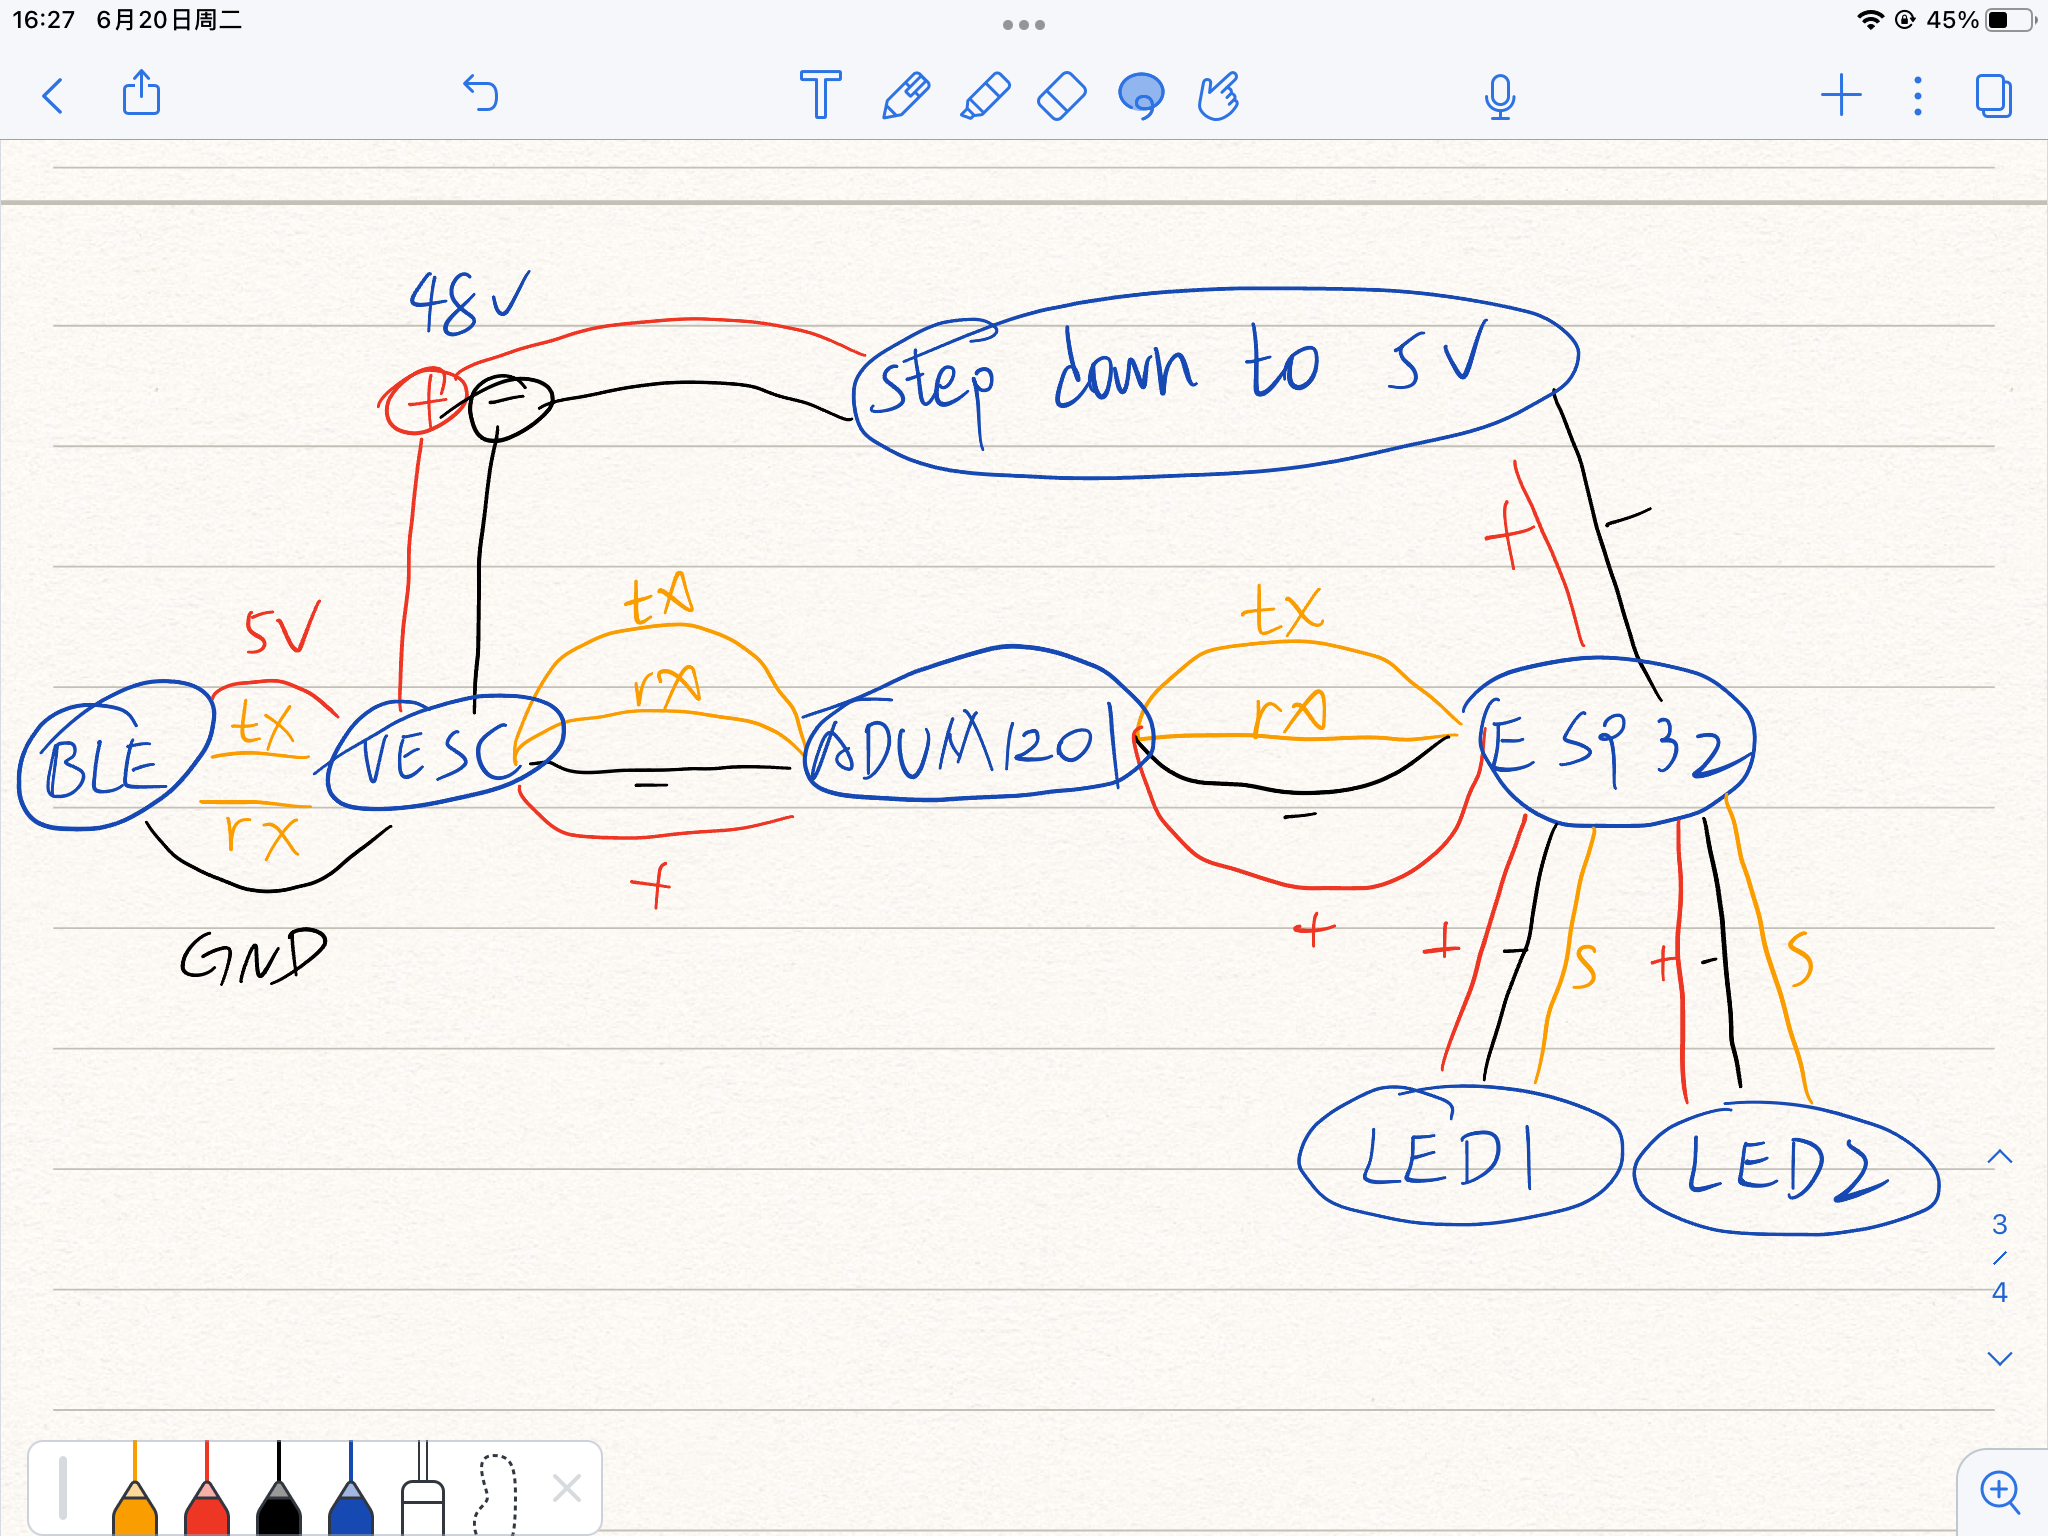 16:27 6月20日周二
45%
48V
+ -
step down to 5V
+ -
5V
tx
rx
GND
tx
rx
-
+
tx
rx
-
+
BLE
VESC
ADUM1201
ESP32
+ - S
+ - S
LED1
LED2
3
/
4